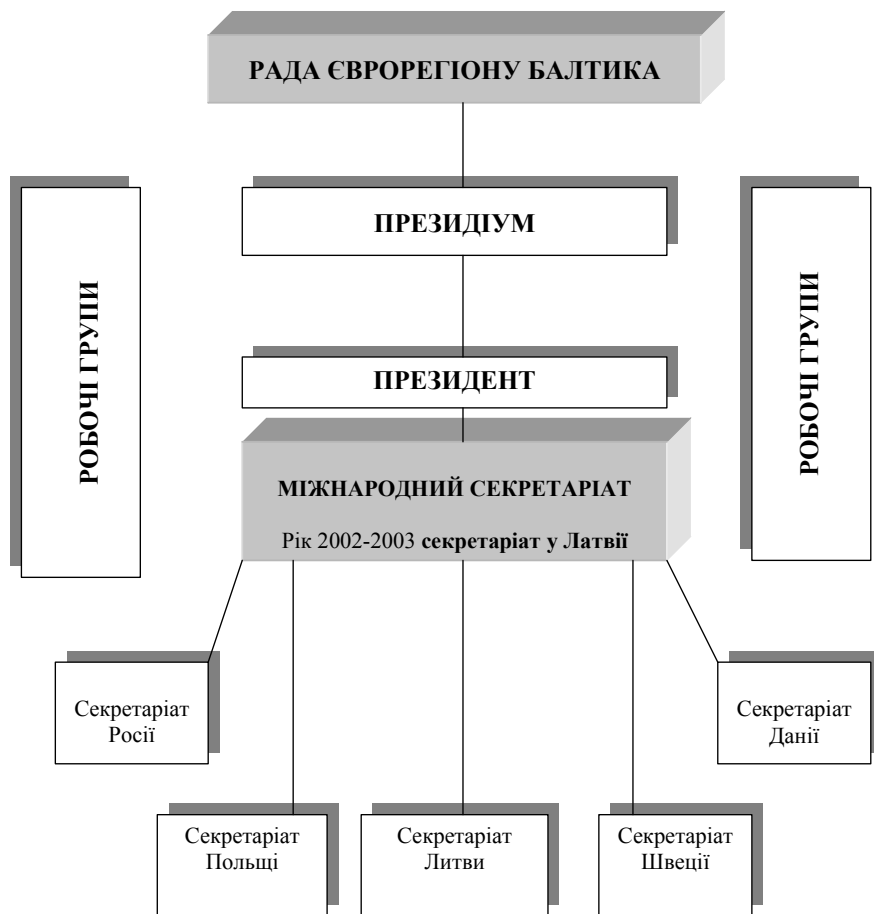 РАДА ЄВРОРЕГІОНУ БАЛТИКА
ПРЕЗИДІУМ
РОБОЧІ ГРУПИ
РОБОЧІ ГРУПИ
ПРЕЗИДЕНТ
МІЖНАРОДНИЙ СЕКРЕТАРІАТ
Рік 2002-2003 секретаріат у Латвії
Секретаріат
Росії
Секретаріат
Данії
Секретаріат
Польщі
Секретаріат
Литви
Секретаріат
Швеції